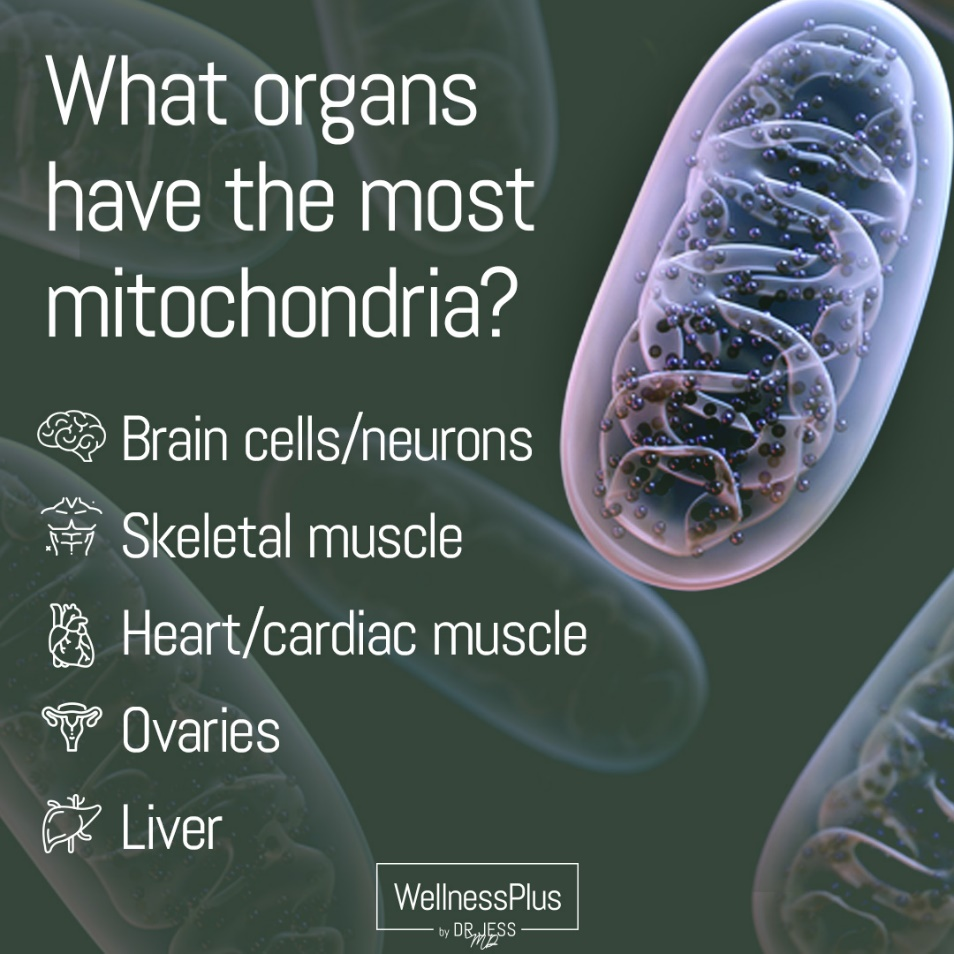 What organs
have the most
mitochondria?
Brain cells/neurons
Skeletal muscle
Heart/cardiac muscle
Ovaries
Liver
WellnessPlus
by DR. JESS
MD